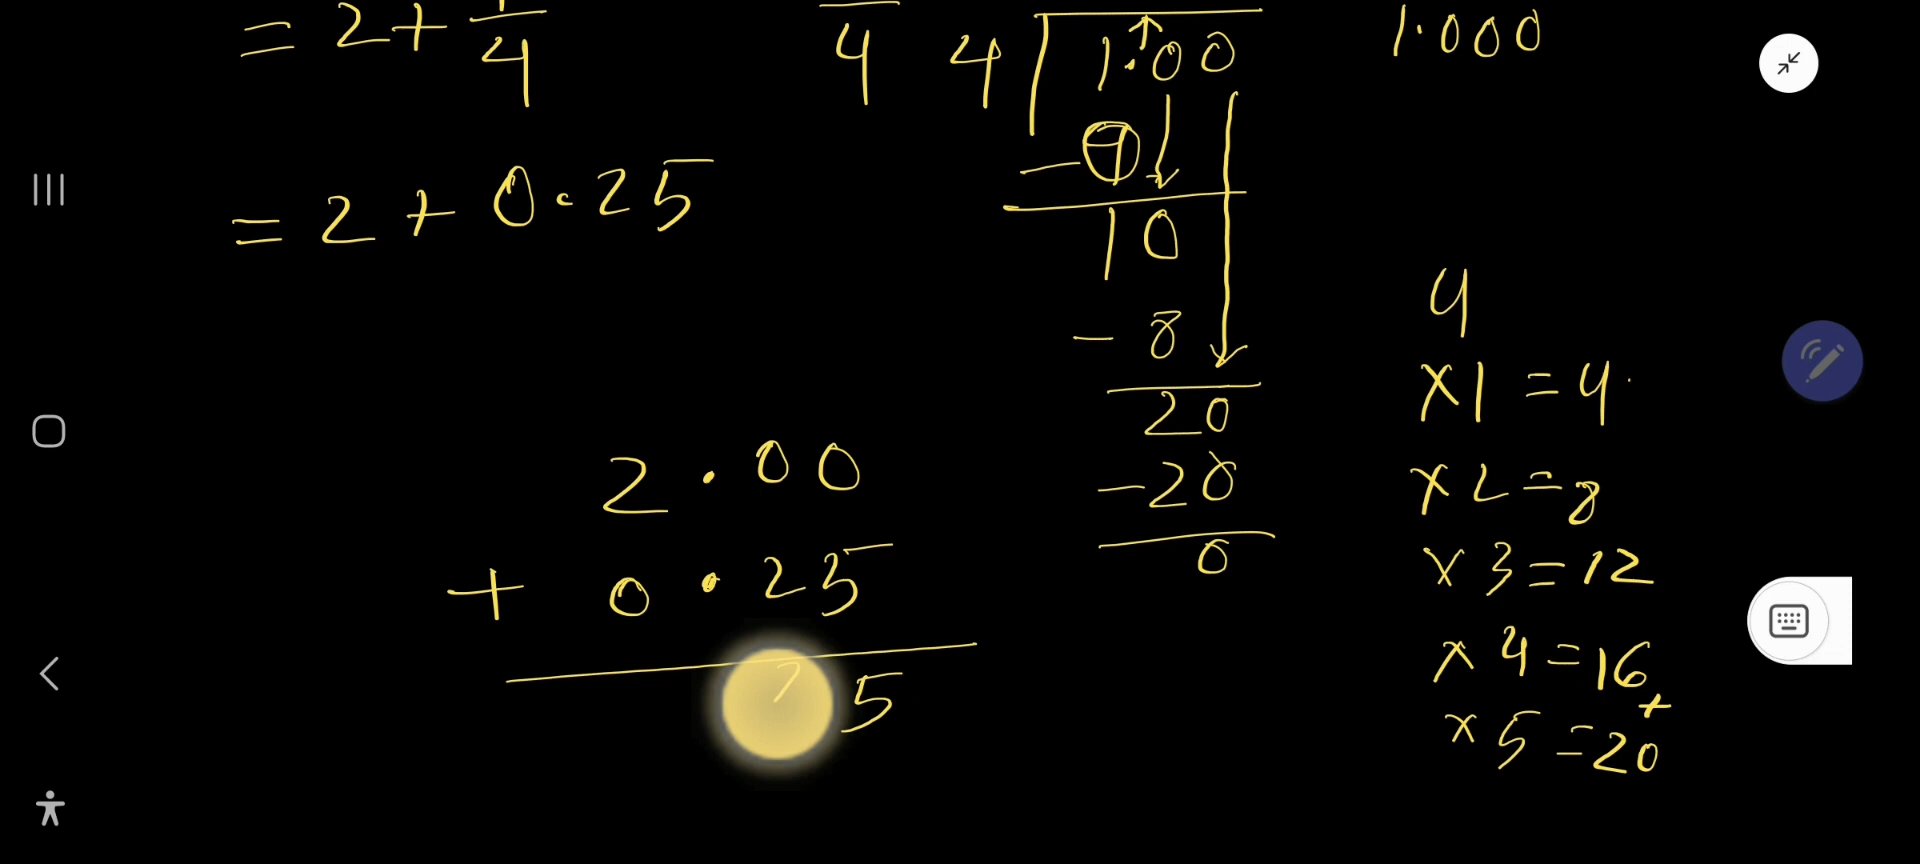 = 2 + 1/4
4
4 1.00
1.000
- 0
10
= 2 + 0.25
- 8
20
- 20
0
4
x1 = 4
x2 = 8
x3 = 12
x4 = 16
+
x5 = 20
2.00
+ 0.25
25